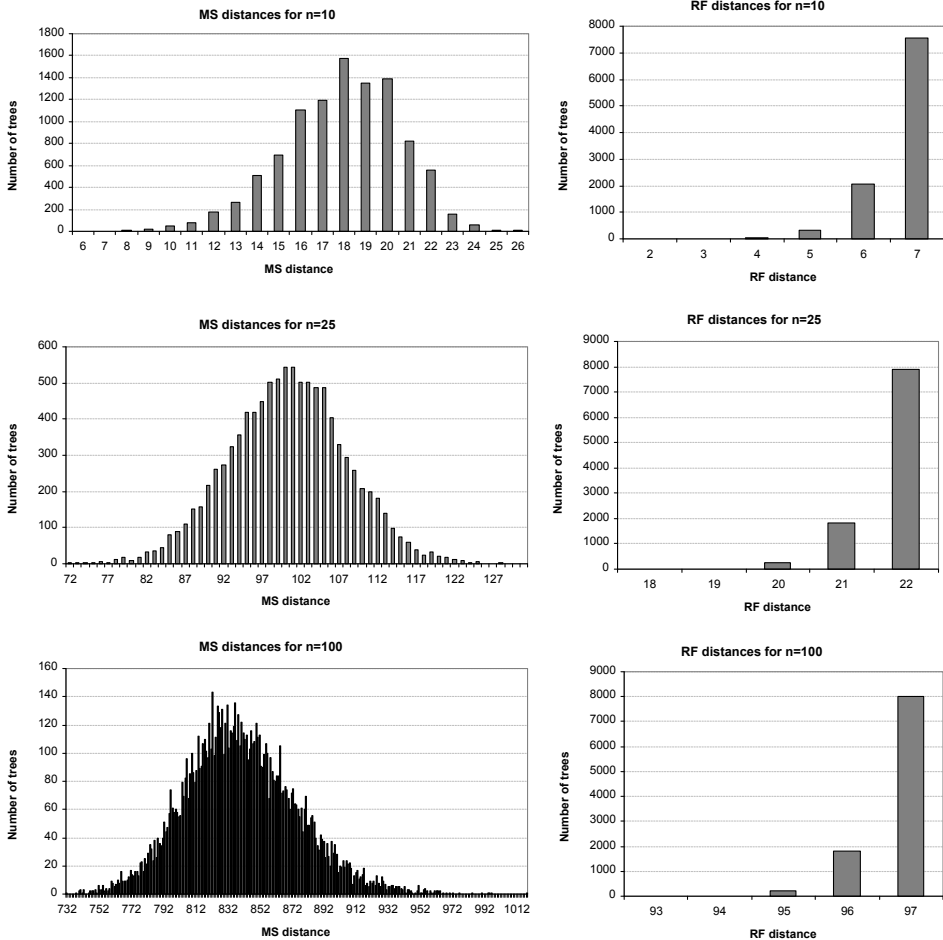 MS distances for n=10
1800
1600
1400
1200
1000
800
600
400
200
0
Number of trees
6 7 8 9 10 11 12 13 14 15 16 17 18 19 20 21 22 23 24 25 26
MS distance
RF distances for n=10
8000
7000
6000
5000
4000
3000
2000
1000
0
Number of trees
2 3 4 5 6 7
RF distance
MS distances for n=25
600
500
400
300
200
100
0
Number of trees
72 77 82 87 92 97 102 107 112 117 122 127
MS distance
RF distances for n=25
9000
8000
7000
6000
5000
4000
3000
2000
1000
0
Number of trees
18 19 20 21 22
RF distance
MS distances for n=100
160
140
120
100
80
60
40
20
0
Number of trees
732 752 772 792 812 832 852 872 892 912 932 952 972 992 1012
MS distance
RF distances for n=100
9000
8000
7000
6000
5000
4000
3000
2000
1000
0
Number of trees
93 94 95 96 97
RF distance